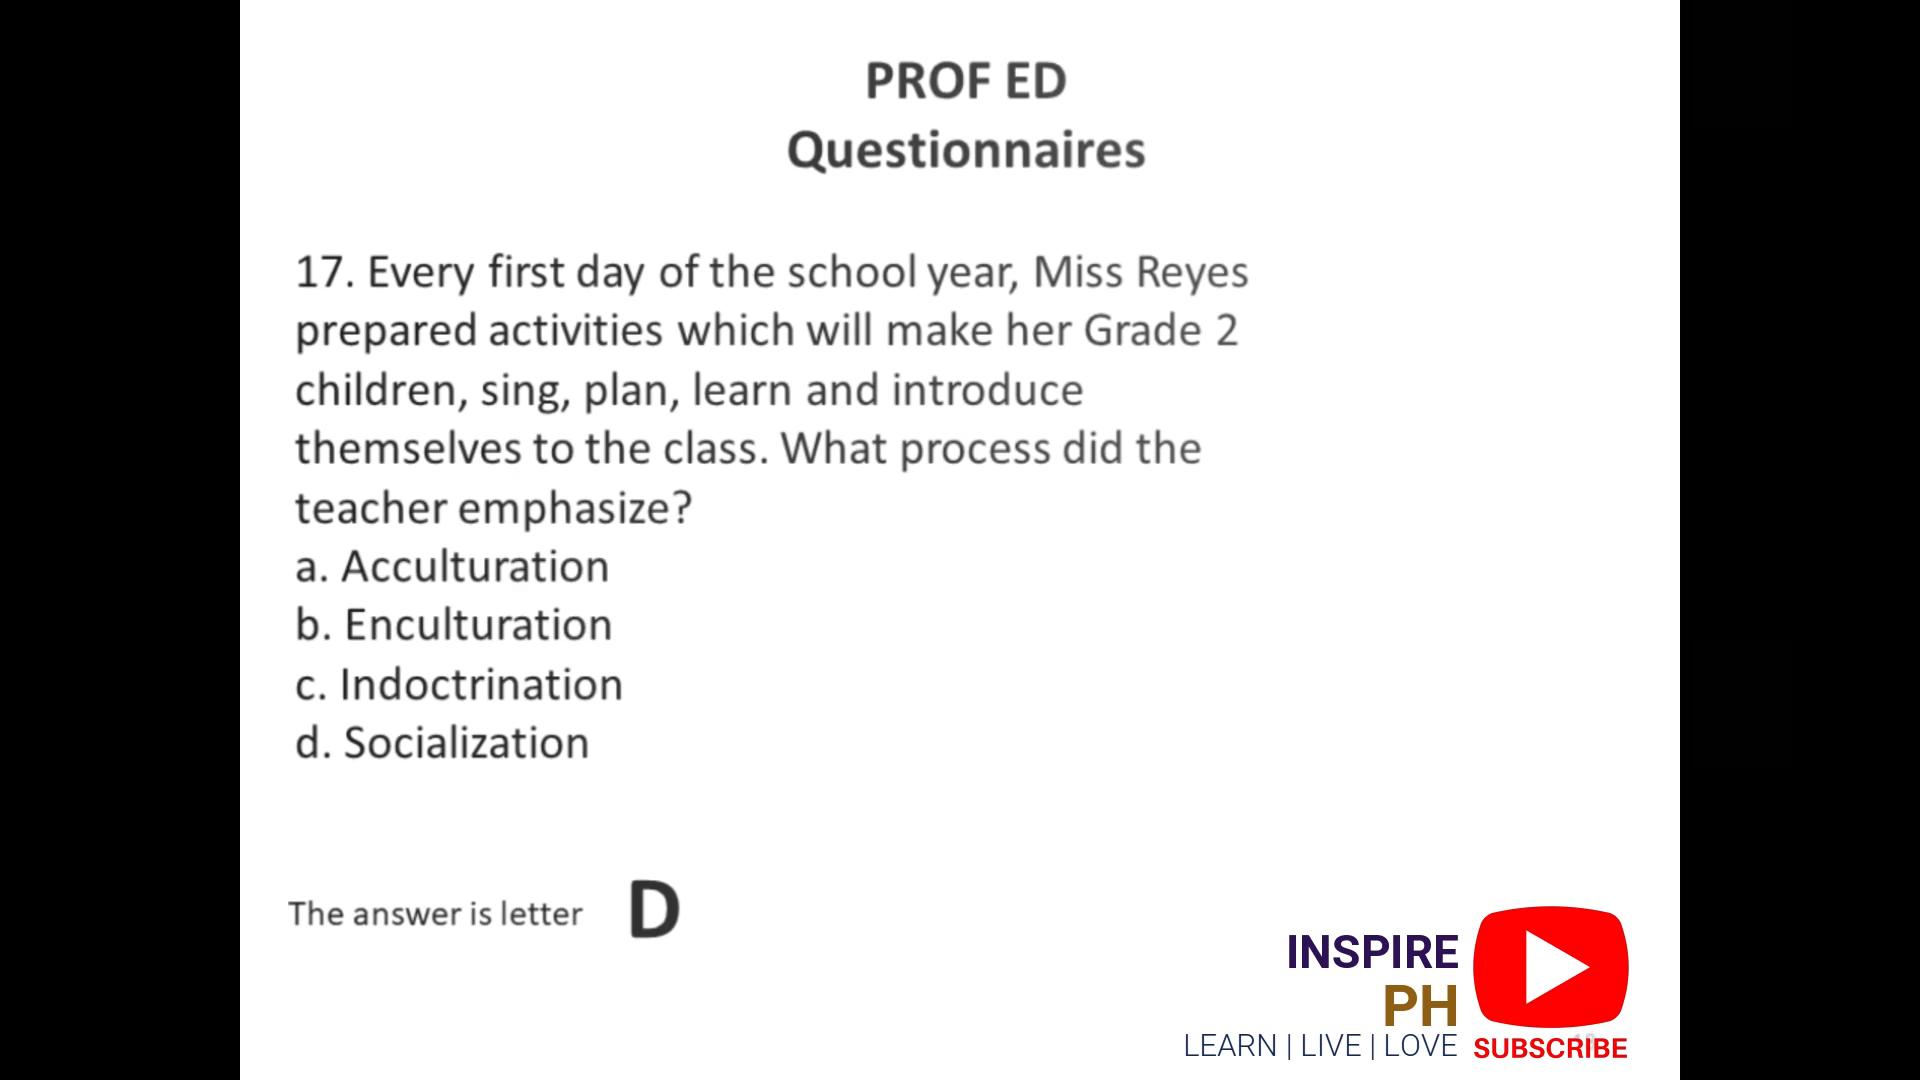 PROF ED
Questionnaires
17. Every first day of the school year, Miss Reyes
prepared activities which will make her Grade 2
children, sing, plan, learn and introduce
themselves to the class. What process did the
teacher emphasize?
a. Acculturation
b. Enculturation
c. Indoctrination
d. Socialization
The answer is letter D
INSPIRE
PH
LEARN | LIVE | LOVE
SUBSCRIBE